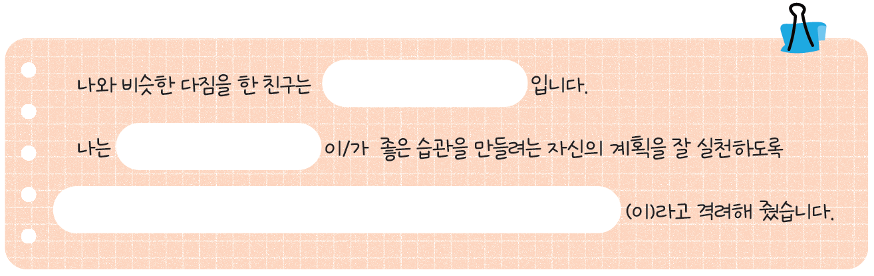 나와 비슷한 다짐을 한 친구는 입니다.
나는 이/가 좋은 습관을 만들려는 자신의 계획을 잘 실천하도록
(이)라고 격려해 줬습니다.